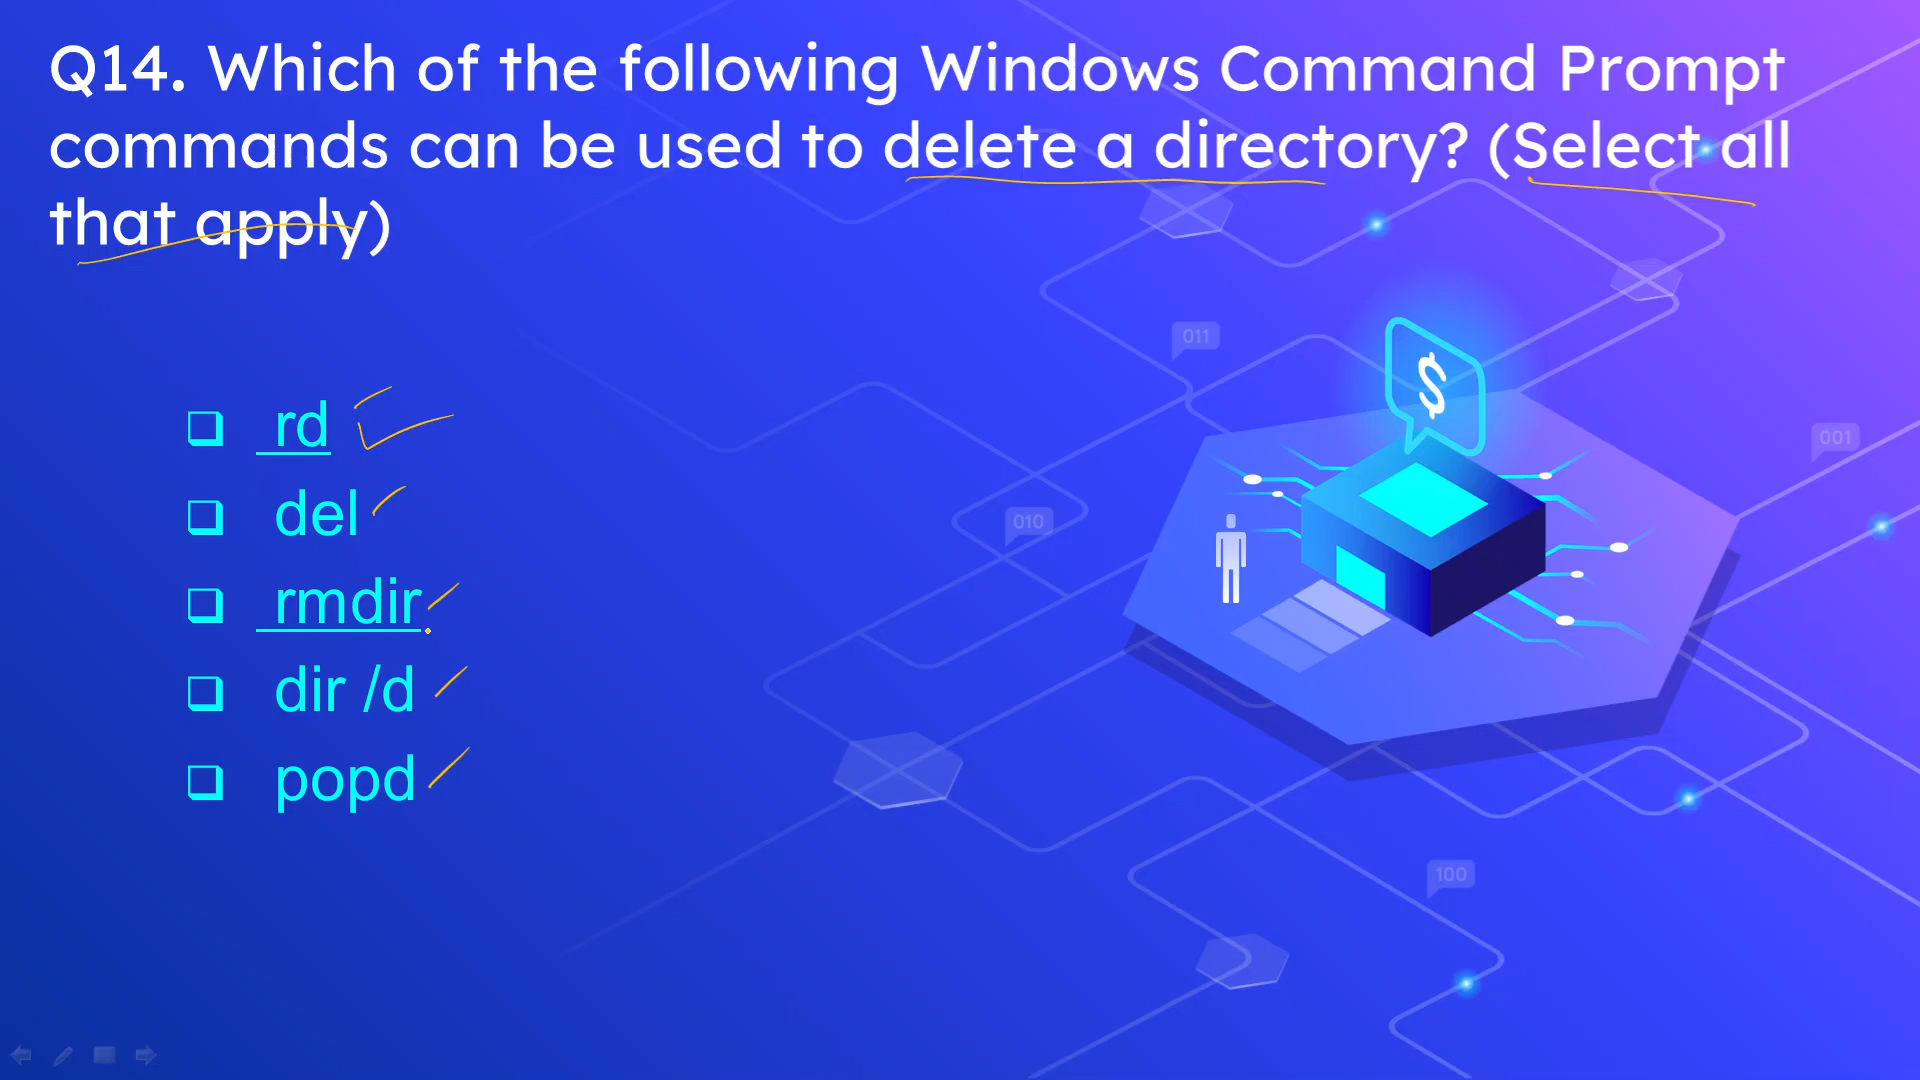 Q14. Which of the following Windows Command Prompt
commands can be used to delete a directory? (Select all
that apply)
011
$
rd
001
del
010
rmdir
dir /d
popd
100